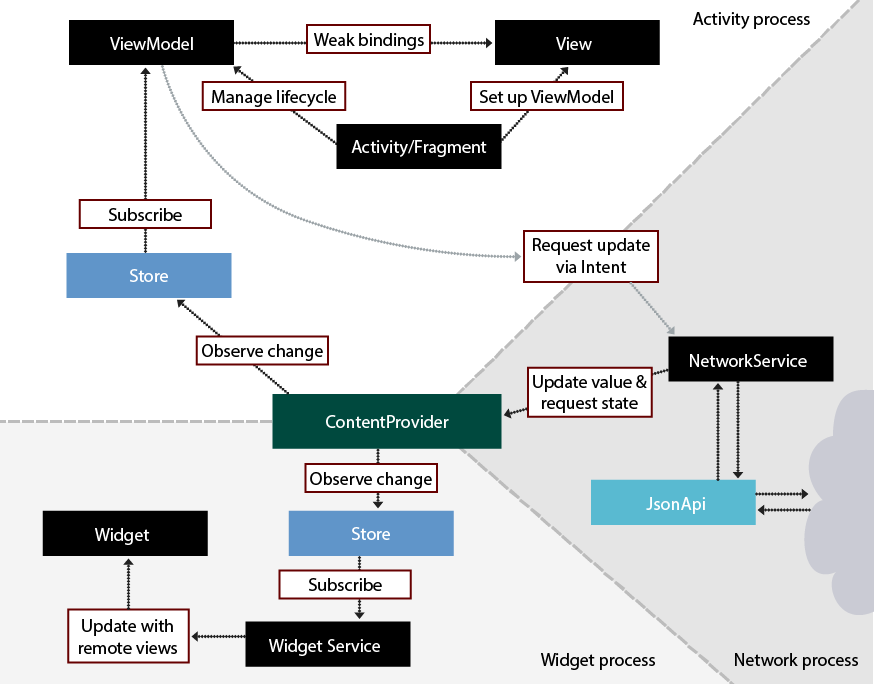 Activity process
ViewModel
Weak bindings
View
Manage lifecycle
Set up ViewModel
Activity/Fragment
Subscribe
Request update
via Intent
Store
Observe change
NetworkService
Update value &
request state
ContentProvider
Observe change
JsonApi
Widget
Store
Subscribe
Update with
remote views
Widget Service
Widget process
Network process